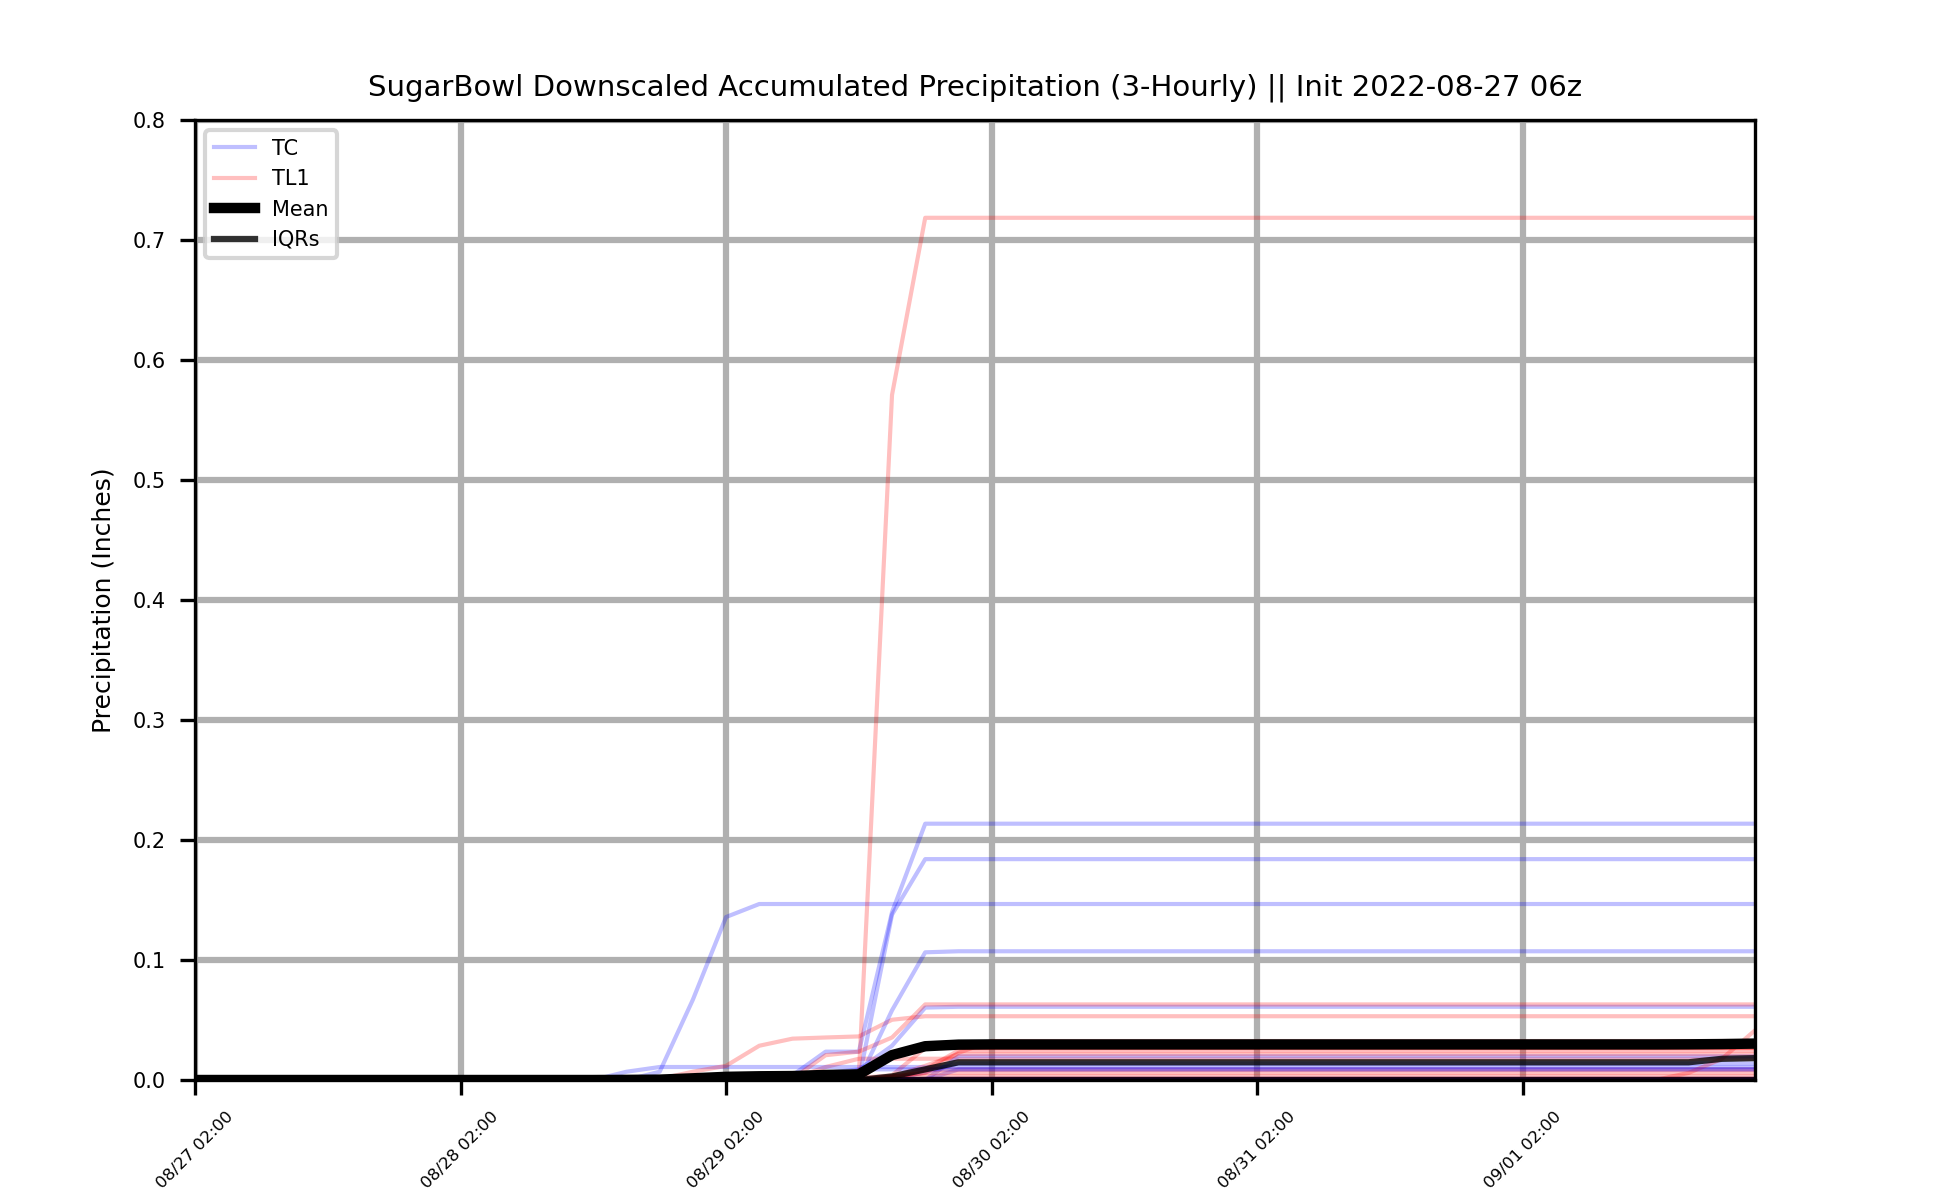 SugarBowl Downscaled Accumulated Precipitation (3-Hourly) || Init 2022-08-27 06z
TC
TL1
Mean
IQRs
Precipitation (Inches)
0.8
0.7
0.6
0.5
0.4
0.3
0.2
0.1
0.0
08/27 02:00
08/28 02:00
08/29 02:00
08/30 02:00
08/31 02:00
09/01 02:00